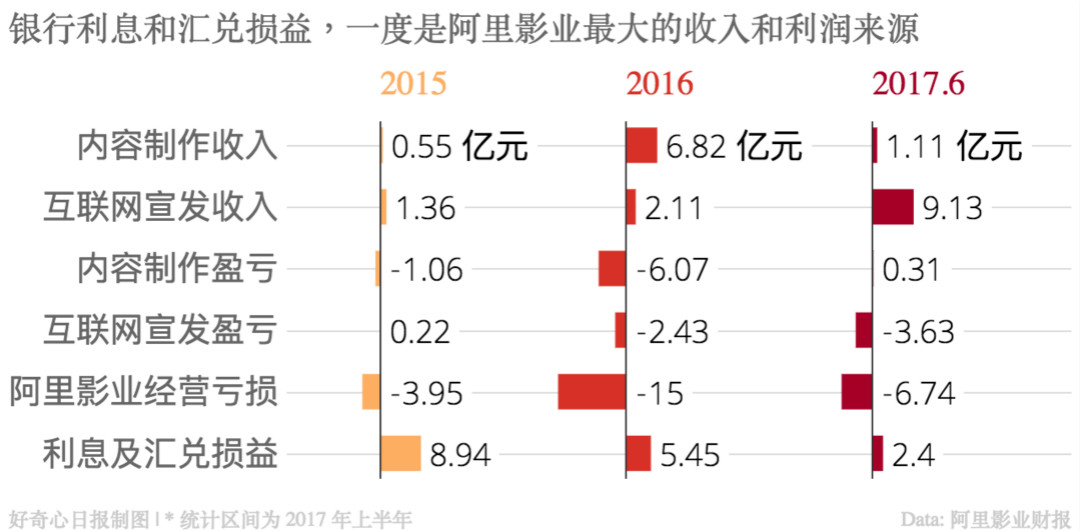 银行利息和汇兑损益，一度是阿里影业最大的收入和利润来源
2015 2016 2017.6
内容制作收入 0.55 亿元 6.82 亿元 1.11 亿元
互联网宣发收入 1.36 2.11 9.13
内容制作盈亏 -1.06 -6.07 0.31
互联网宣发盈亏 0.22 -2.43 -3.63
阿里影业经营亏损 -3.95 -15 -6.74
利息及汇兑损益 8.94 5.45 2.4
好奇心日报制图 | * 统计区间为 2017 年上半年 Data: 阿里影业财报